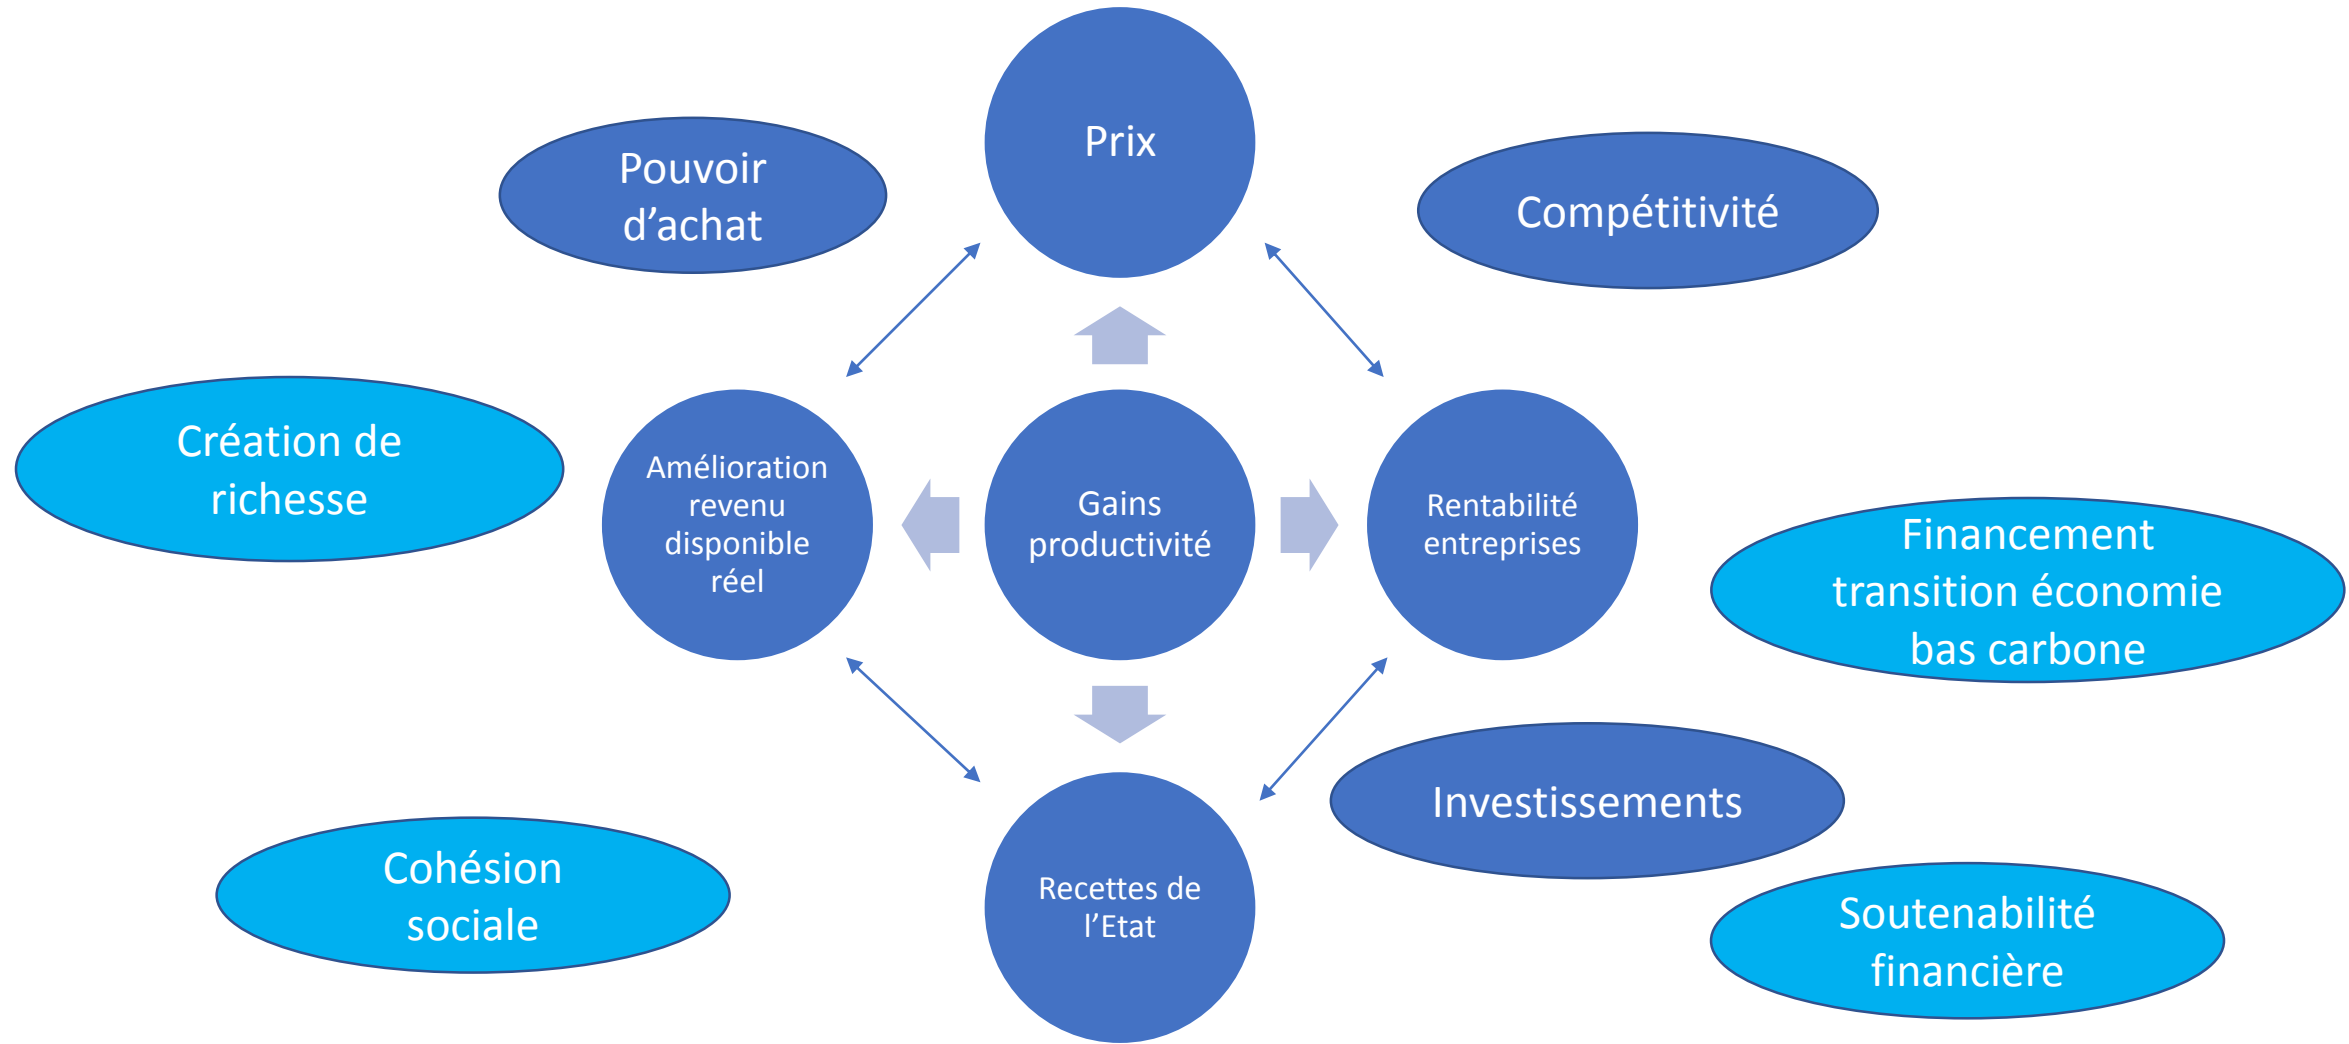 Prix
Pouvoir
d’achat
Compétitivité
Création de
richesse
Amélioration
revenu
disponible
réel
Gains
productivité
Rentabilité
entreprises
Financement
transition économie
bas carbone
Investissements
Cohésion
sociale
Recettes de
l’Etat
Soutenabilité
financière